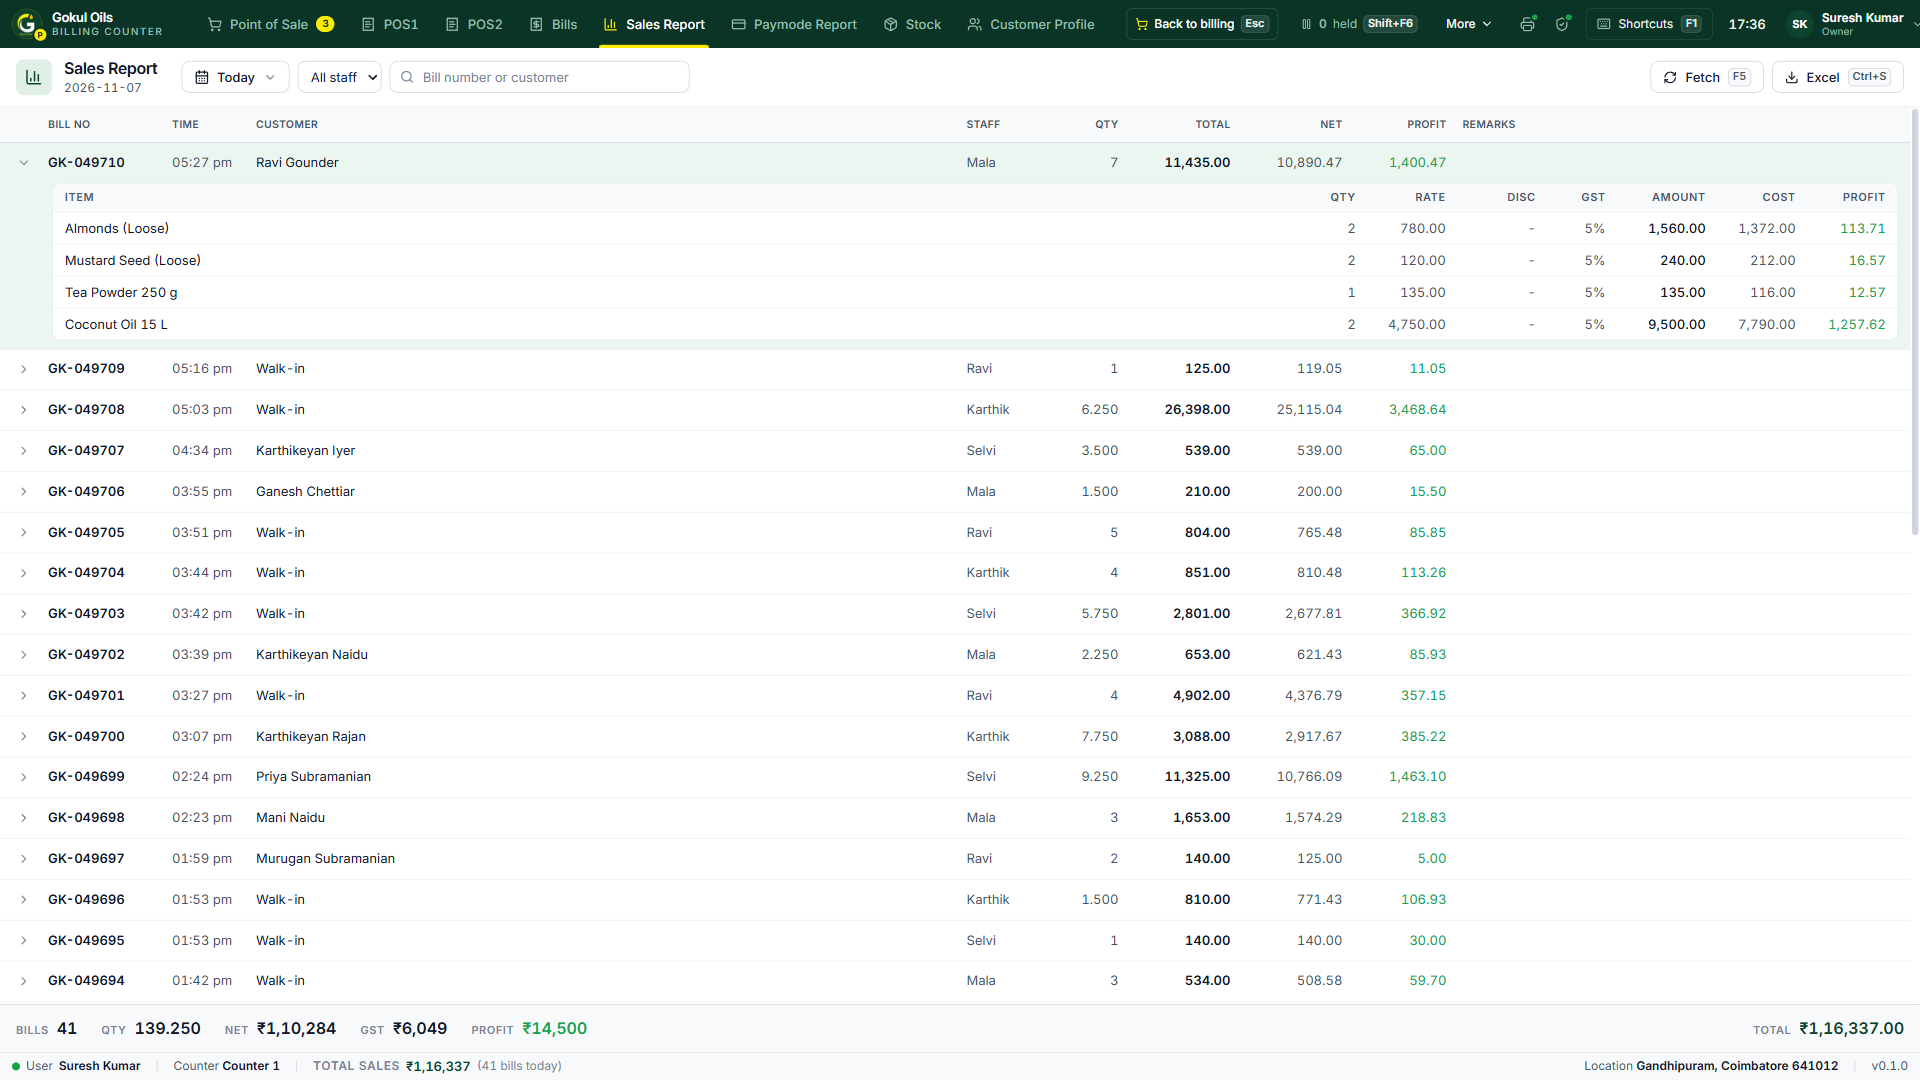 Gokul Oils
BILLING COUNTER
Point of Sale 3 POS1 POS2 Bills Sales Report Paymode Report Stock Customer Profile Back to billing Esc 0 held Shift+F6 More Shortcuts F1 17:36 SK Suresh Kumar
Owner
Sales Report
2026-11-07
Today All staff Bill number or customer Fetch F5 Excel Ctrl+S
BILL NO TIME CUSTOMER STAFF QTY TOTAL NET PROFIT REMARKS
GK-049710 05:27 pm Ravi Gounder Mala 7 11,435.00 10,890.47 1,400.47
ITEM QTY RATE DISC GST AMOUNT COST PROFIT
Almonds (Loose) 2 780.00 - 5% 1,560.00 1,372.00 113.71
Mustard Seed (Loose) 2 120.00 - 5% 240.00 212.00 16.57
Tea Powder 250 g 1 135.00 - 5% 135.00 116.00 12.57
Coconut Oil 15 L 2 4,750.00 - 5% 9,500.00 7,790.00 1,257.62
GK-049709 05:16 pm Walk-in Ravi 1 125.00 119.05 11.05
GK-049708 05:03 pm Walk-in Karthik 6.250 26,398.00 25,115.04 3,468.64
GK-049707 04:34 pm Karthikeyan Iyer Selvi 3.500 539.00 539.00 65.00
GK-049706 03:55 pm Ganesh Chettiar Mala 1.500 210.00 200.00 15.50
GK-049705 03:51 pm Walk-in Ravi 5 804.00 765.48 85.85
GK-049704 03:44 pm Walk-in Karthik 4 851.00 810.48 113.26
GK-049703 03:42 pm Walk-in Selvi 5.750 2,801.00 2,677.81 366.92
GK-049702 03:39 pm Karthikeyan Naidu Mala 2.250 653.00 621.43 85.93
GK-049701 03:27 pm Walk-in Ravi 4 4,902.00 4,376.79 357.15
GK-049700 03:07 pm Karthikeyan Rajan Karthik 7.750 3,088.00 2,917.67 385.22
GK-049699 02:24 pm Priya Subramanian Selvi 9.250 11,325.00 10,766.09 1,463.10
GK-049698 02:23 pm Mani Naidu Mala 3 1,653.00 1,574.29 218.83
GK-049697 01:59 pm Murugan Subramanian Ravi 2 140.00 125.00 5.00
GK-049696 01:53 pm Walk-in Karthik 1.500 810.00 771.43 106.93
GK-049695 01:53 pm Walk-in Selvi 1 140.00 140.00 30.00
GK-049694 01:42 pm Walk-in Mala 3 534.00 508.58 59.70
BILLS 41 QTY 139.250 NET ₹1,10,284 GST ₹6,049 PROFIT ₹14,500 TOTAL ₹1,16,337.00
User Suresh Kumar Counter Counter 1 TOTAL SALES ₹1,16,337 (41 bills today) Location Gandhipuram, Coimbatore 641012 v0.1.0